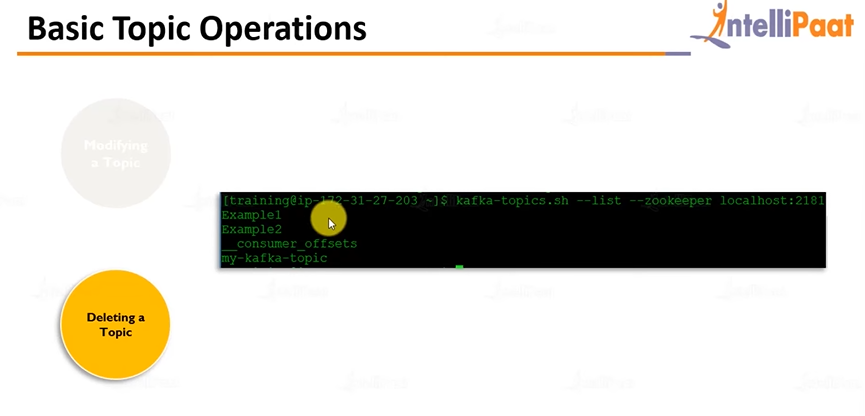 Basic Topic Operations
INTELLIPAAT
Modifying
a Topic
[training@ip-172-31-27-203 ~]$ kafka-topics.sh --list --zookeeper localhost:2181
Example1
Example2
__consumer_offsets
my-kafka-topic
Deleting a
Topic